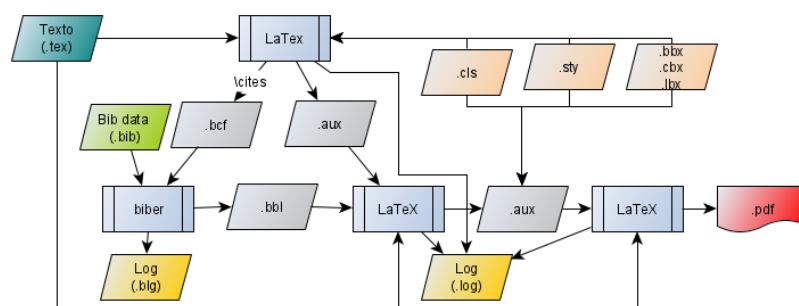 Texto
(.tex)
LaTex
.cls
.sty
.bbx
.cbx
.lbx
\cites
Bib data
(.bib)
.bcf
.aux
biber
.bbl
LaTeX
.aux
LaTeX
.pdf
Log
(.blg)
Log
(.log)